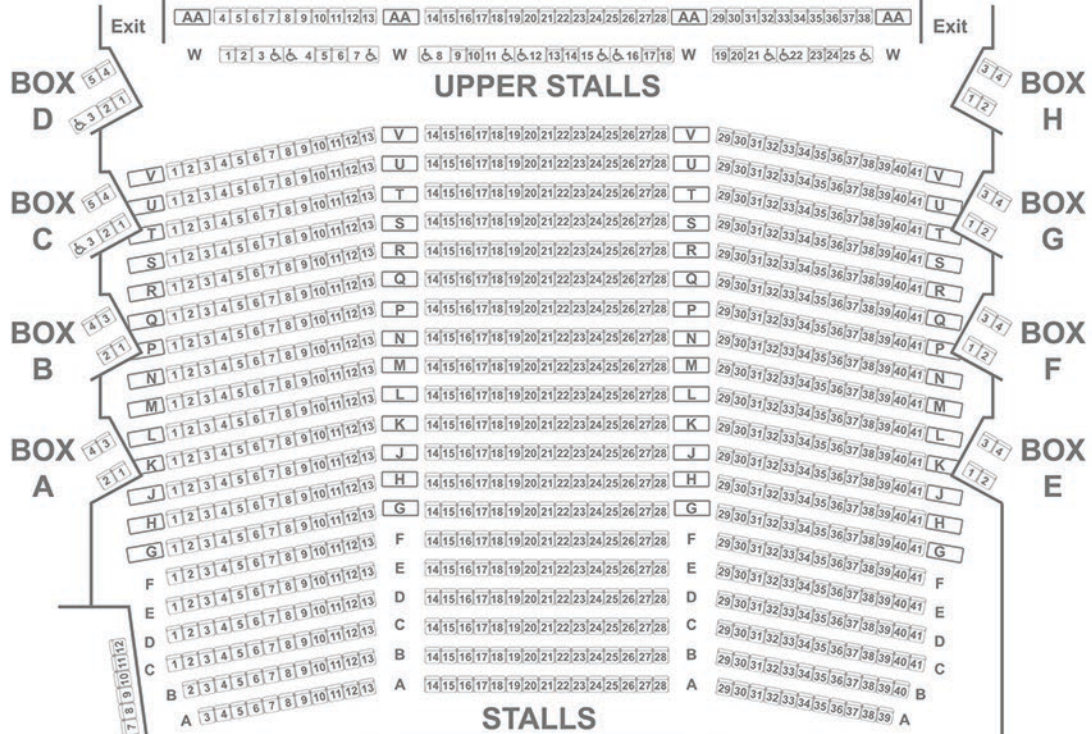 Exit
AA 4 5 6 7 8 9 10 11 12 13 AA 14 15 16 17 18 19 20 21 22 23 24 25 26 27 28 AA 29 30 31 32 33 34 35 36 37 38 AA
Exit
W 1 2 3 4 5 6 7 W 8 9 10 11 12 13 14 15 16 17 18 W 19 20 21 22 23 24 25 W
UPPER STALLS
BOX
D
5 4
3 2 1
BOX
H
3 4
1 2
V 1 2 3 4 5 6 7 8 9 10 11 12 13 V 14 15 16 17 18 19 20 21 22 23 24 25 26 27 28 V 29 30 31 32 33 34 35 36 37 38 39 40 41 V
U 1 2 3 4 5 6 7 8 9 10 11 12 13 U 14 15 16 17 18 19 20 21 22 23 24 25 26 27 28 U 29 30 31 32 33 34 35 36 37 38 39 40 41 U
BOX
C
5 4
3 2 1
BOX
G
3 4
1 2
T 1 2 3 4 5 6 7 8 9 10 11 12 13 T 14 15 16 17 18 19 20 21 22 23 24 25 26 27 28 T 29 30 31 32 33 34 35 36 37 38 39 40 41 T
S 1 2 3 4 5 6 7 8 9 10 11 12 13 S 14 15 16 17 18 19 20 21 22 23 24 25 26 27 28 S 29 30 31 32 33 34 35 36 37 38 39 40 41 S
R 1 2 3 4 5 6 7 8 9 10 11 12 13 R 14 15 16 17 18 19 20 21 22 23 24 25 26 27 28 R 29 30 31 32 33 34 35 36 37 38 39 40 41 R
Q 1 2 3 4 5 6 7 8 9 10 11 12 13 Q 14 15 16 17 18 19 20 21 22 23 24 25 26 27 28 Q 29 30 31 32 33 34 35 36 37 38 39 40 41 Q
BOX
B
4 3
2 1
BOX
F
3 4
1 2
P 1 2 3 4 5 6 7 8 9 10 11 12 13 P 14 15 16 17 18 19 20 21 22 23 24 25 26 27 28 P 29 30 31 32 33 34 35 36 37 38 39 40 41 P
N 1 2 3 4 5 6 7 8 9 10 11 12 13 N 14 15 16 17 18 19 20 21 22 23 24 25 26 27 28 N 29 30 31 32 33 34 35 36 37 38 39 40 41 N
M 1 2 3 4 5 6 7 8 9 10 11 12 13 M 14 15 16 17 18 19 20 21 22 23 24 25 26 27 28 M 29 30 31 32 33 34 35 36 37 38 39 40 41 M
L 1 2 3 4 5 6 7 8 9 10 11 12 13 L 14 15 16 17 18 19 20 21 22 23 24 25 26 27 28 L 29 30 31 32 33 34 35 36 37 38 39 40 41 L
BOX
A
4 3
2 1
BOX
E
3 4
1 2
K 1 2 3 4 5 6 7 8 9 10 11 12 13 K 14 15 16 17 18 19 20 21 22 23 24 25 26 27 28 K 29 30 31 32 33 34 35 36 37 38 39 40 41 K
J 1 2 3 4 5 6 7 8 9 10 11 12 13 J 14 15 16 17 18 19 20 21 22 23 24 25 26 27 28 J 29 30 31 32 33 34 35 36 37 38 39 40 41 J
H 1 2 3 4 5 6 7 8 9 10 11 12 13 H 14 15 16 17 18 19 20 21 22 23 24 25 26 27 28 H 29 30 31 32 33 34 35 36 37 38 39 40 41 H
G 1 2 3 4 5 6 7 8 9 10 11 12 13 G 14 15 16 17 18 19 20 21 22 23 24 25 26 27 28 G 29 30 31 32 33 34 35 36 37 38 39 40 41 G
F 1 2 3 4 5 6 7 8 9 10 11 12 13 F 14 15 16 17 18 19 20 21 22 23 24 25 26 27 28 F 29 30 31 32 33 34 35 36 37 38 39 40 41 F
E 1 2 3 4 5 6 7 8 9 10 11 12 13 E 14 15 16 17 18 19 20 21 22 23 24 25 26 27 28 E 29 30 31 32 33 34 35 36 37 38 39 40 41 E
D 1 2 3 4 5 6 7 8 9 10 11 12 13 D 14 15 16 17 18 19 20 21 22 23 24 25 26 27 28 D 29 30 31 32 33 34 35 36 37 38 39 40 41 D
C 1 2 3 4 5 6 7 8 9 10 11 12 13 C 14 15 16 17 18 19 20 21 22 23 24 25 26 27 28 C 29 30 31 32 33 34 35 36 37 38 39 40 41 C
B 2 3 4 5 6 7 8 9 10 11 12 13 B 14 15 16 17 18 19 20 21 22 23 24 25 26 27 28 B 29 30 31 32 33 34 35 36 37 38 39 40 B
A 3 4 5 6 7 8 9 10 11 12 13 A 14 15 16 17 18 19 20 21 22 23 24 25 26 27 28 A 29 30 31 32 33 34 35 36 37 38 39 A
7 8 9 10 11 12
STALLS